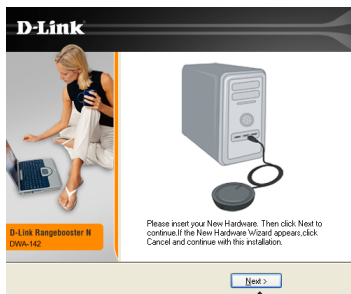 D-Link
Please insert your New Hardware. Then click Next to
continue.If the New Hardware Wizard appears,click
Cancel and continue with this installation.
D-Link Rangebooster N
DWA-142
Next >